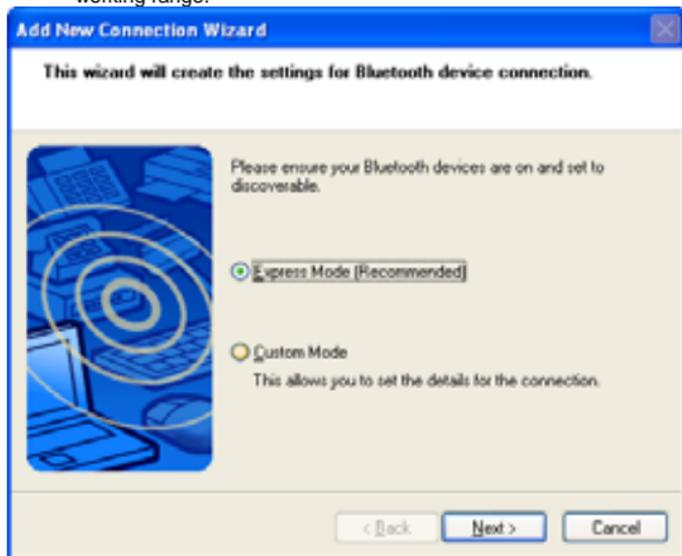 working range.
Add New Connection Wizard
This wizard will create the settings for Bluetooth device connection.
Please ensure your Bluetooth devices are on and set to
discoverable.
Express Mode (Recommended)
Custom Mode
This allows you to set the details for the connection.
< Back
Next >
Cancel